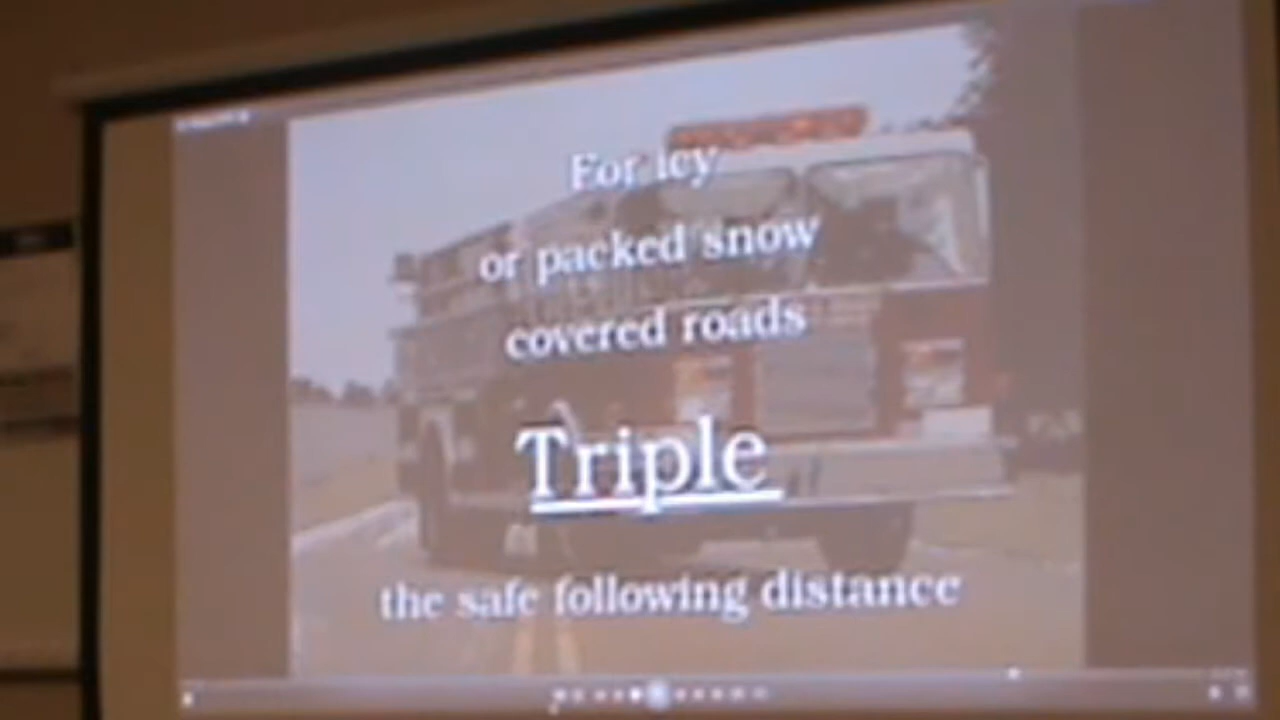 For icy
or packed snow
covered roads
Triple
the safe following distance